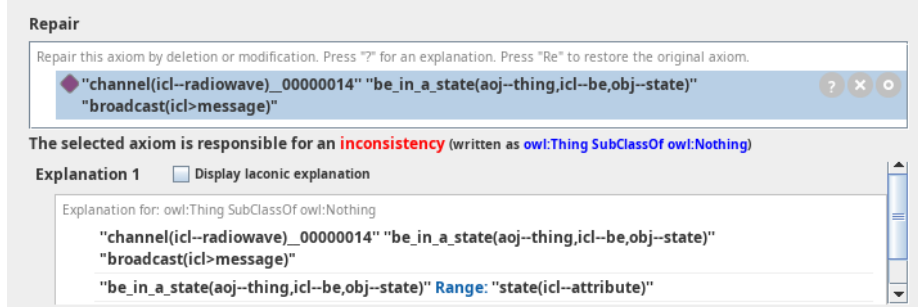 Repair
Repair this axiom by deletion or modification. Press "?" for an explanation. Press "Re" to restore the original axiom.
"channel(icl--radiowave)__00000014" "be_in_a_state(aoj--thing,icl--be,obj--state)"
"broadcast(icl>message)"
?
The selected axiom is responsible for an inconsistency (written as owl:Thing SubClassOf owl:Nothing)
Explanation 1 Display laconic explanation
Explanation for: owl:Thing SubClassOf owl:Nothing
"channel(icl--radiowave)__00000014" "be_in_a_state(aoj--thing,icl--be,obj--state)"
"broadcast(icl>message)"
"be_in_a_state(aoj--thing,icl--be,obj--state)" Range: "state(icl--attribute)"